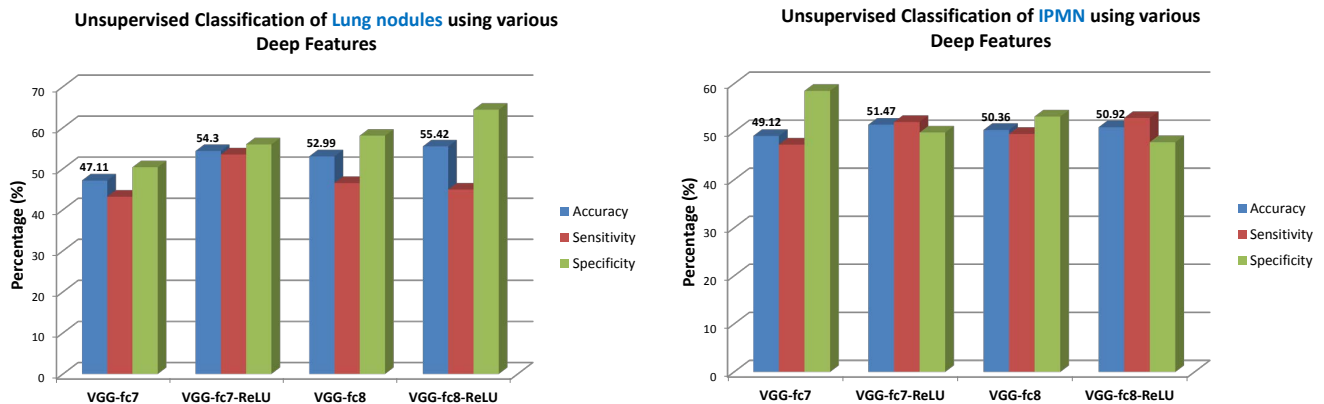 Unsupervised Classification of Lung nodules using various
Deep Features
Percentage (%)
70
60
50
40
30
20
10
0
47.11
54.3
52.99
55.42
VGG-fc7
VGG-fc7-ReLU
VGG-fc8
VGG-fc8-ReLU
Accuracy
Sensitivity
Specificity
Unsupervised Classification of IPMN using various
Deep Features
Percentage (%)
60
50
40
30
20
10
0
49.12
51.47
50.36
50.92
VGG-fc7
VGG-fc7-ReLU
VGG-fc8
VGG-fc8-ReLU
Accuracy
Sensitivity
Specificity